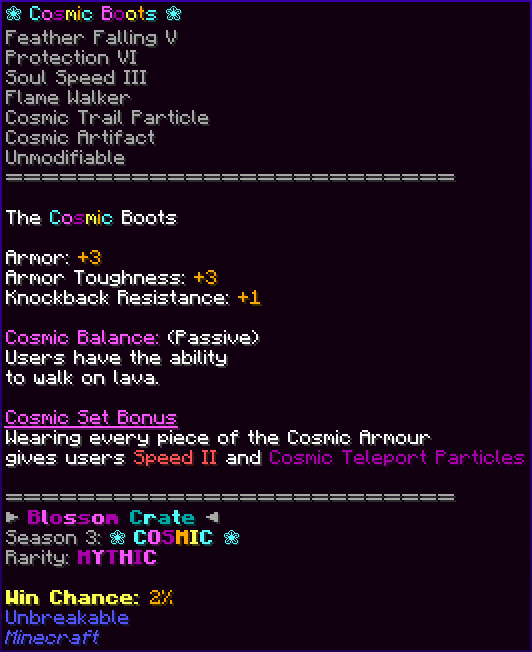 ❀ Cosmic Boots ❀
Feather Falling V
Protection VI
Soul Speed III
Flame Walker
Cosmic Trail Particle
Cosmic Artifact
Unmodifiable
============================
The Cosmic Boots
Armor: +3
Armor Toughness: +3
Knockback Resistance: +1
Cosmic Balance: (Passive)
Users have the ability
to walk on lava.
Cosmic Set Bonus
Wearing every piece of the Cosmic Armour
gives users Speed II and Cosmic Teleport Particles
============================
► Blossom Crate ◄
Season 3: ❀ COSMIC ❀
Rarity: MYTHIC
Win Chance: 2%
Unbreakable
Minecraft